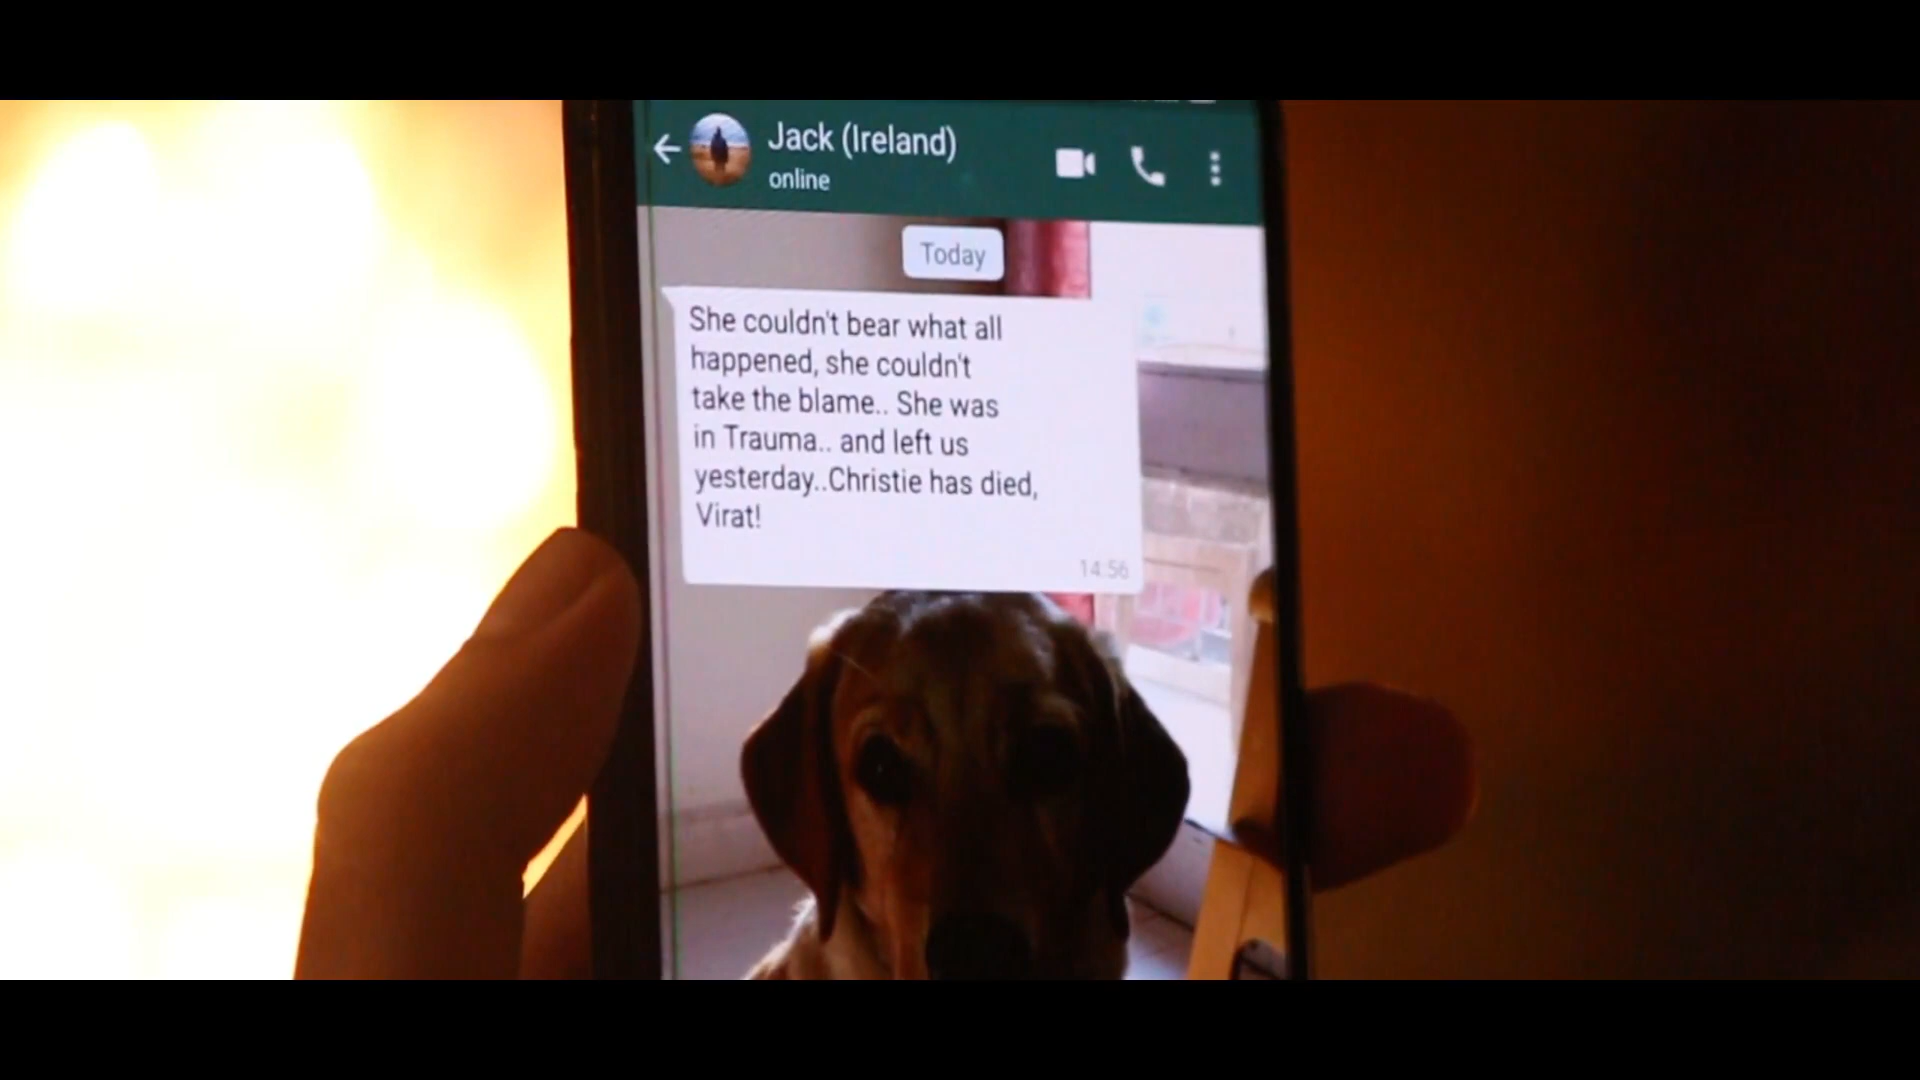 Jack (Ireland)
online
Today
She couldn't bear what all
happened, she couldn't
take the blame.. She was
in Trauma.. and left us
yesterday..Christie has died,
Virat!
14:56